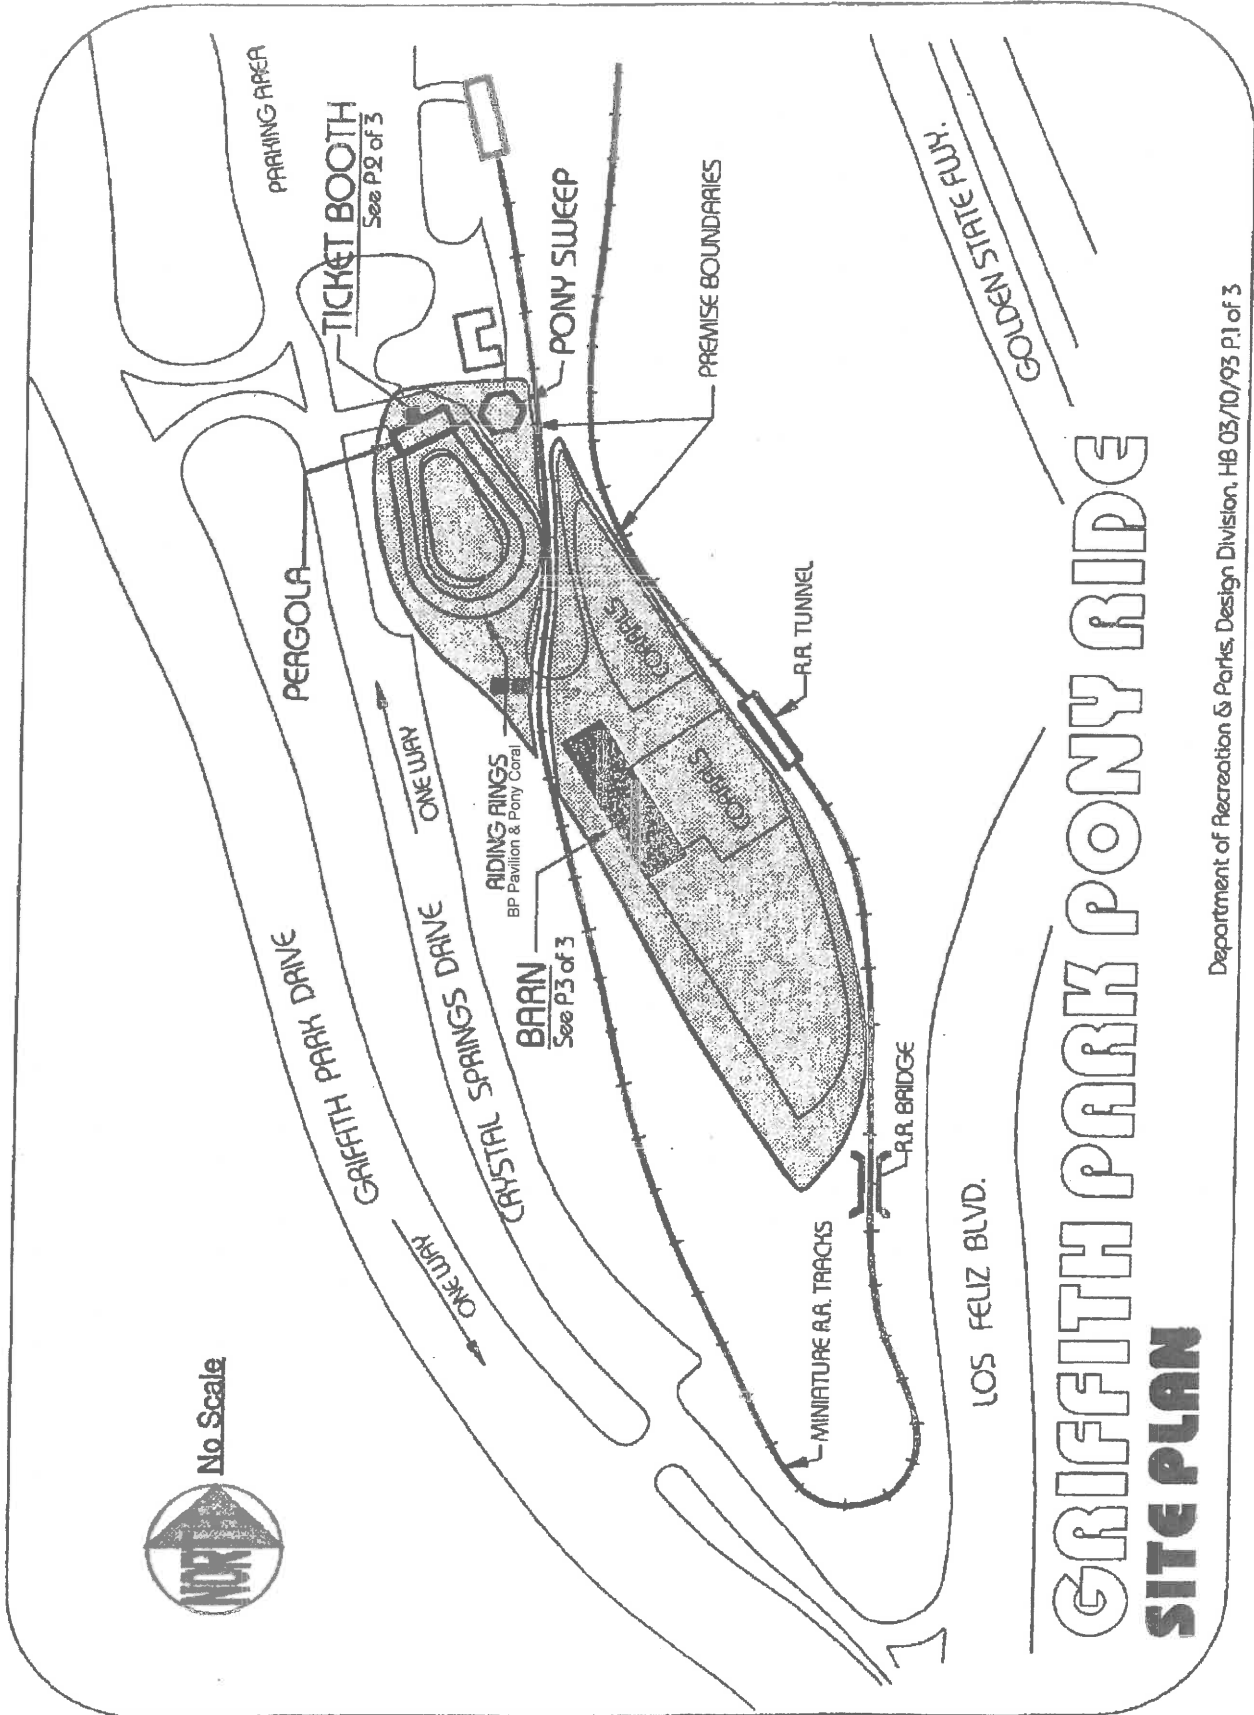 NORT
No Scale
GRIFFITH PARK DRIVE
ONE WAY
CRYSTAL SPRINGS DRIVE
ONE WAY
PARKING AREA
PERGOLA
TICKET BOOTH
See P.2 of 3
RIDING RINGS
BP Pavilion & Pony Coral
BARN
See P.3 of 3
PONY SWEEP
PREMISE BOUNDARIES
CORRALS
CORRALS
R.R. TUNNEL
R.R. BRIDGE
MINIATURE R.R. TRACKS
LOS FELIZ BLVD.
GOLDEN STATE FWY.
GRIFFITH PARK PONY RIDE
SITE PLAN
Department of Recreation & Parks, Design Division, HB 03/10/93 P.1 of 3